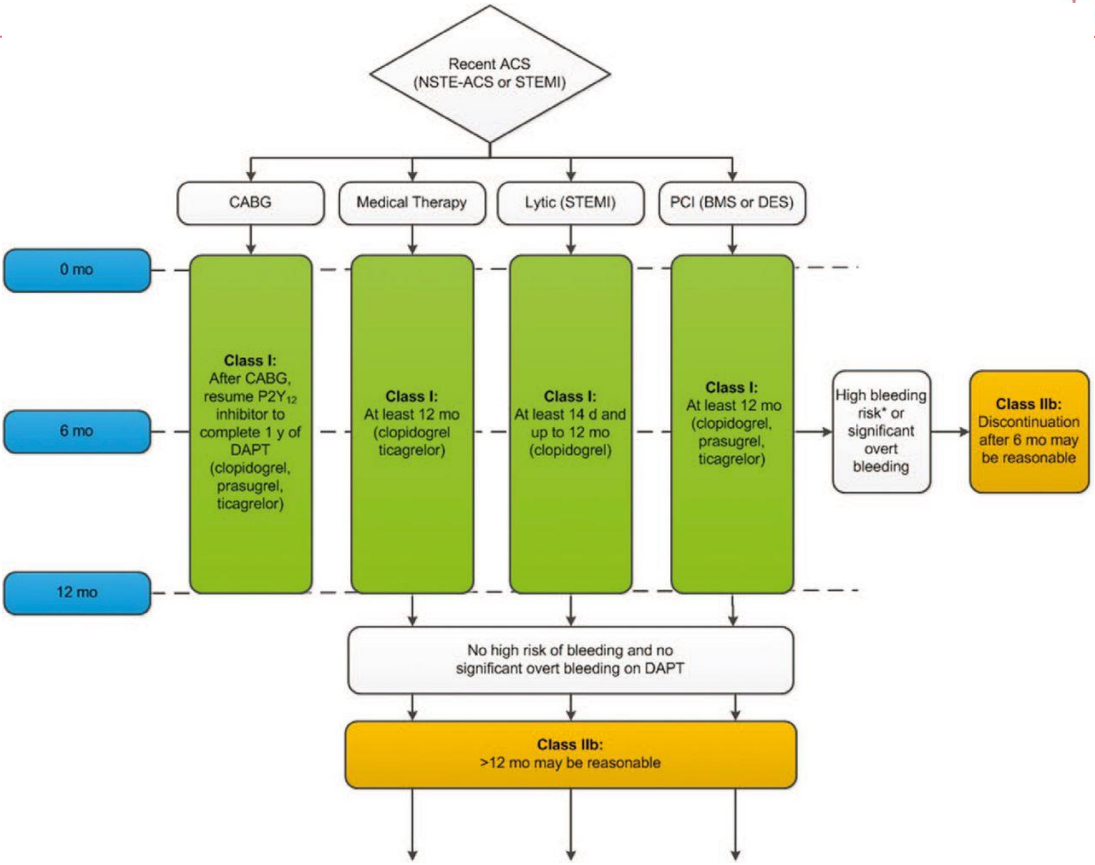 Recent ACS
(NSTE-ACS or STEMI)
CABG
Medical Therapy
Lytic (STEMI)
PCI (BMS or DES)
0 mo
6 mo
12 mo
Class I:
After CABG,
resume P2Y₁₂
inhibitor to
complete 1 y of
DAPT
(clopidogrel,
prasugrel,
ticagrelor)
Class I:
At least 12 mo
(clopidogrel
ticagrelor)
Class I:
At least 14 d and
up to 12 mo
(clopidogrel)
Class I:
At least 12 mo
(clopidogrel,
prasugrel,
ticagrelor)
High bleeding
risk* or
significant
overt
bleeding
Class IIb:
Discontinuation
after 6 mo may
be reasonable
No high risk of bleeding and no
significant overt bleeding on DAPT
Class IIb:
>12 mo may be reasonable